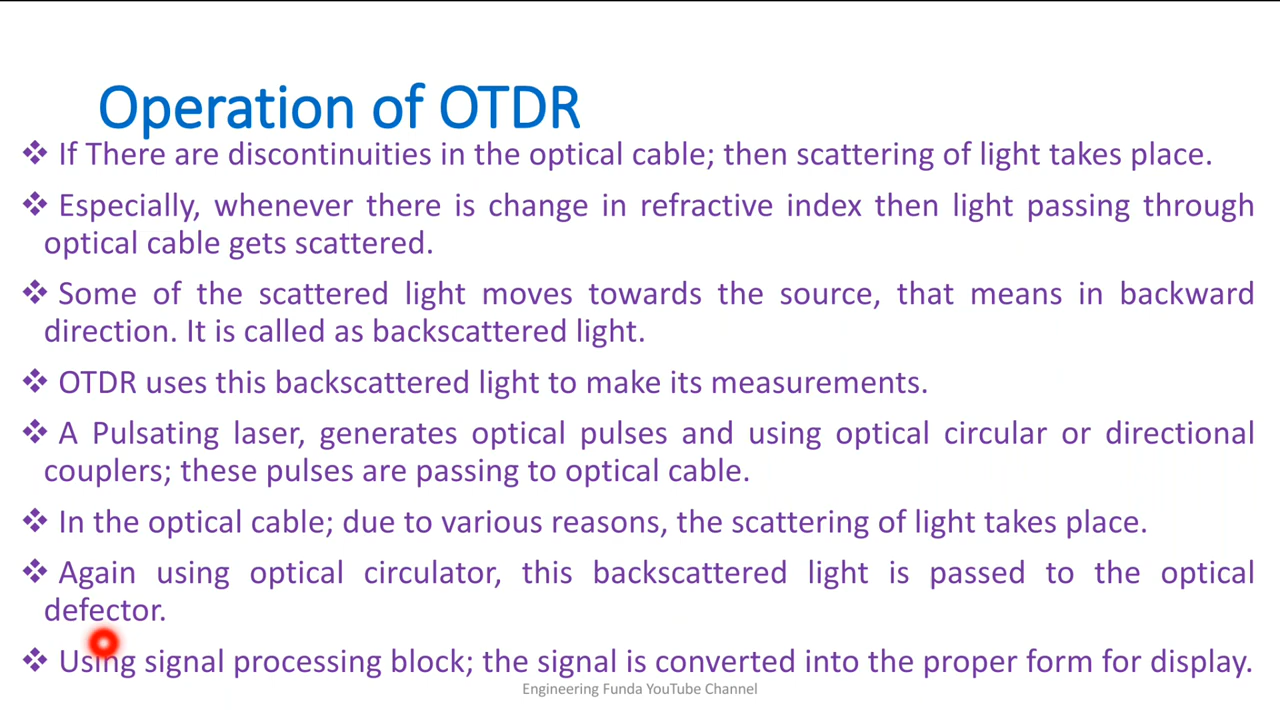 Operation of OTDR
❖ If There are discontinuities in the optical cable; then scattering of light takes place.
❖ Especially, whenever there is change in refractive index then light passing through
optical cable gets scattered.
❖ Some of the scattered light moves towards the source, that means in backward
direction. It is called as backscattered light.
❖ OTDR uses this backscattered light to make its measurements.
❖ A Pulsating laser, generates optical pulses and using optical circular or directional
couplers; these pulses are passing to optical cable.
❖ In the optical cable; due to various reasons, the scattering of light takes place.
❖ Again using optical circulator, this backscattered light is passed to the optical
defector.
❖ Using signal processing block; the signal is converted into the proper form for display.
Engineering Funda YouTube Channel